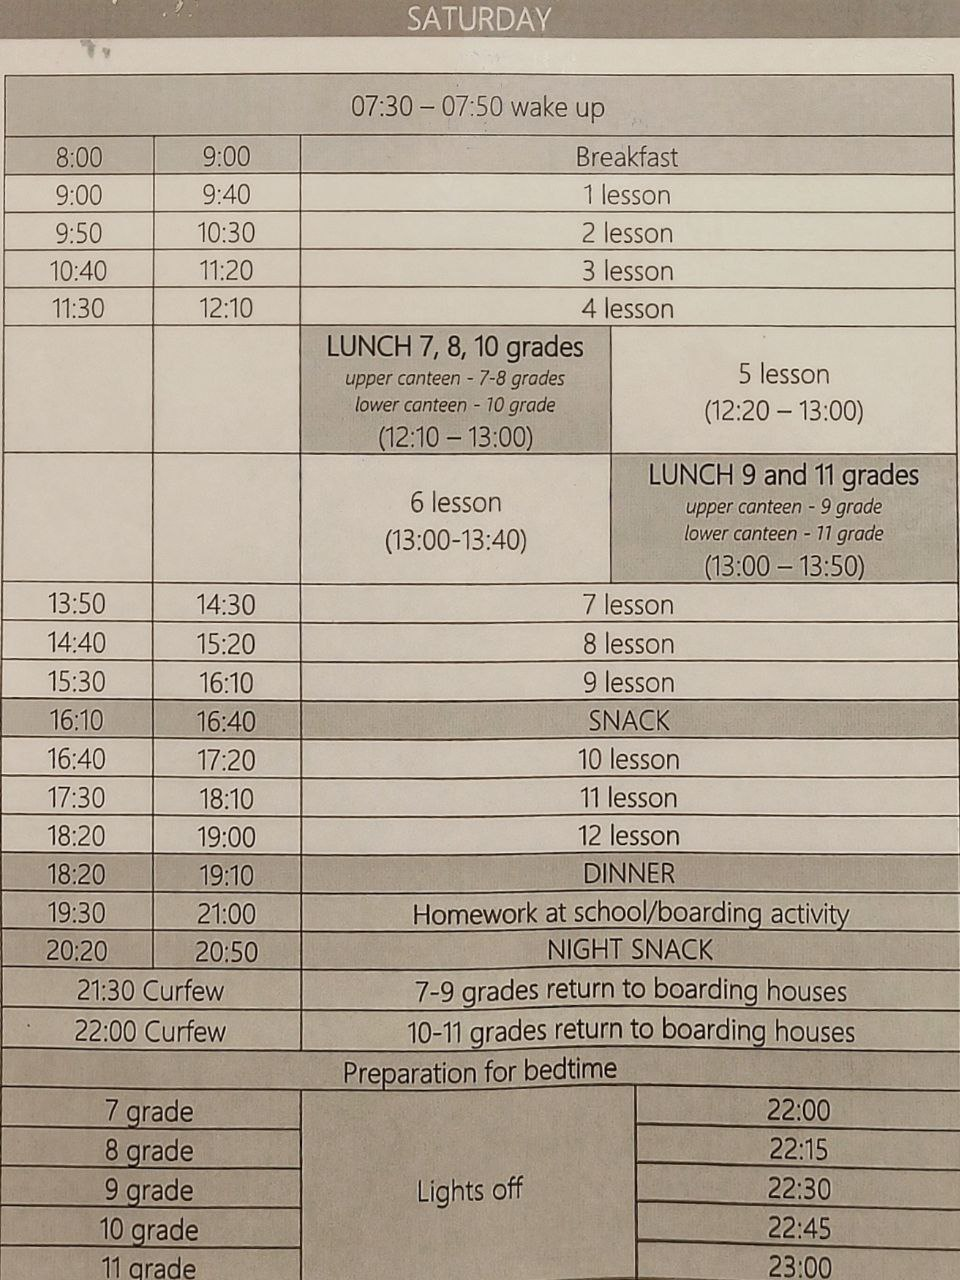 SATURDAY
07:30 – 07:50 wake up
8:00 9:00 Breakfast
9:00 9:40 1 lesson
9:50 10:30 2 lesson
10:40 11:20 3 lesson
11:30 12:10 4 lesson
LUNCH 7, 8, 10 grades
upper canteen - 7-8 grades
lower canteen - 10 grade
(12:10 – 13:00)
5 lesson
(12:20 – 13:00)
6 lesson
(13:00-13:40)
LUNCH 9 and 11 grades
upper canteen - 9 grade
lower canteen - 11 grade
(13:00 – 13:50)
13:50 14:30 7 lesson
14:40 15:20 8 lesson
15:30 16:10 9 lesson
16:10 16:40 SNACK
16:40 17:20 10 lesson
17:30 18:10 11 lesson
18:20 19:00 12 lesson
18:20 19:10 DINNER
19:30 21:00 Homework at school/boarding activity
20:20 20:50 NIGHT SNACK
21:30 Curfew 7-9 grades return to boarding houses
22:00 Curfew 10-11 grades return to boarding houses
Preparation for bedtime
7 grade 22:00
8 grade 22:15
9 grade Lights off 22:30
10 grade 22:45
11 grade 23:00